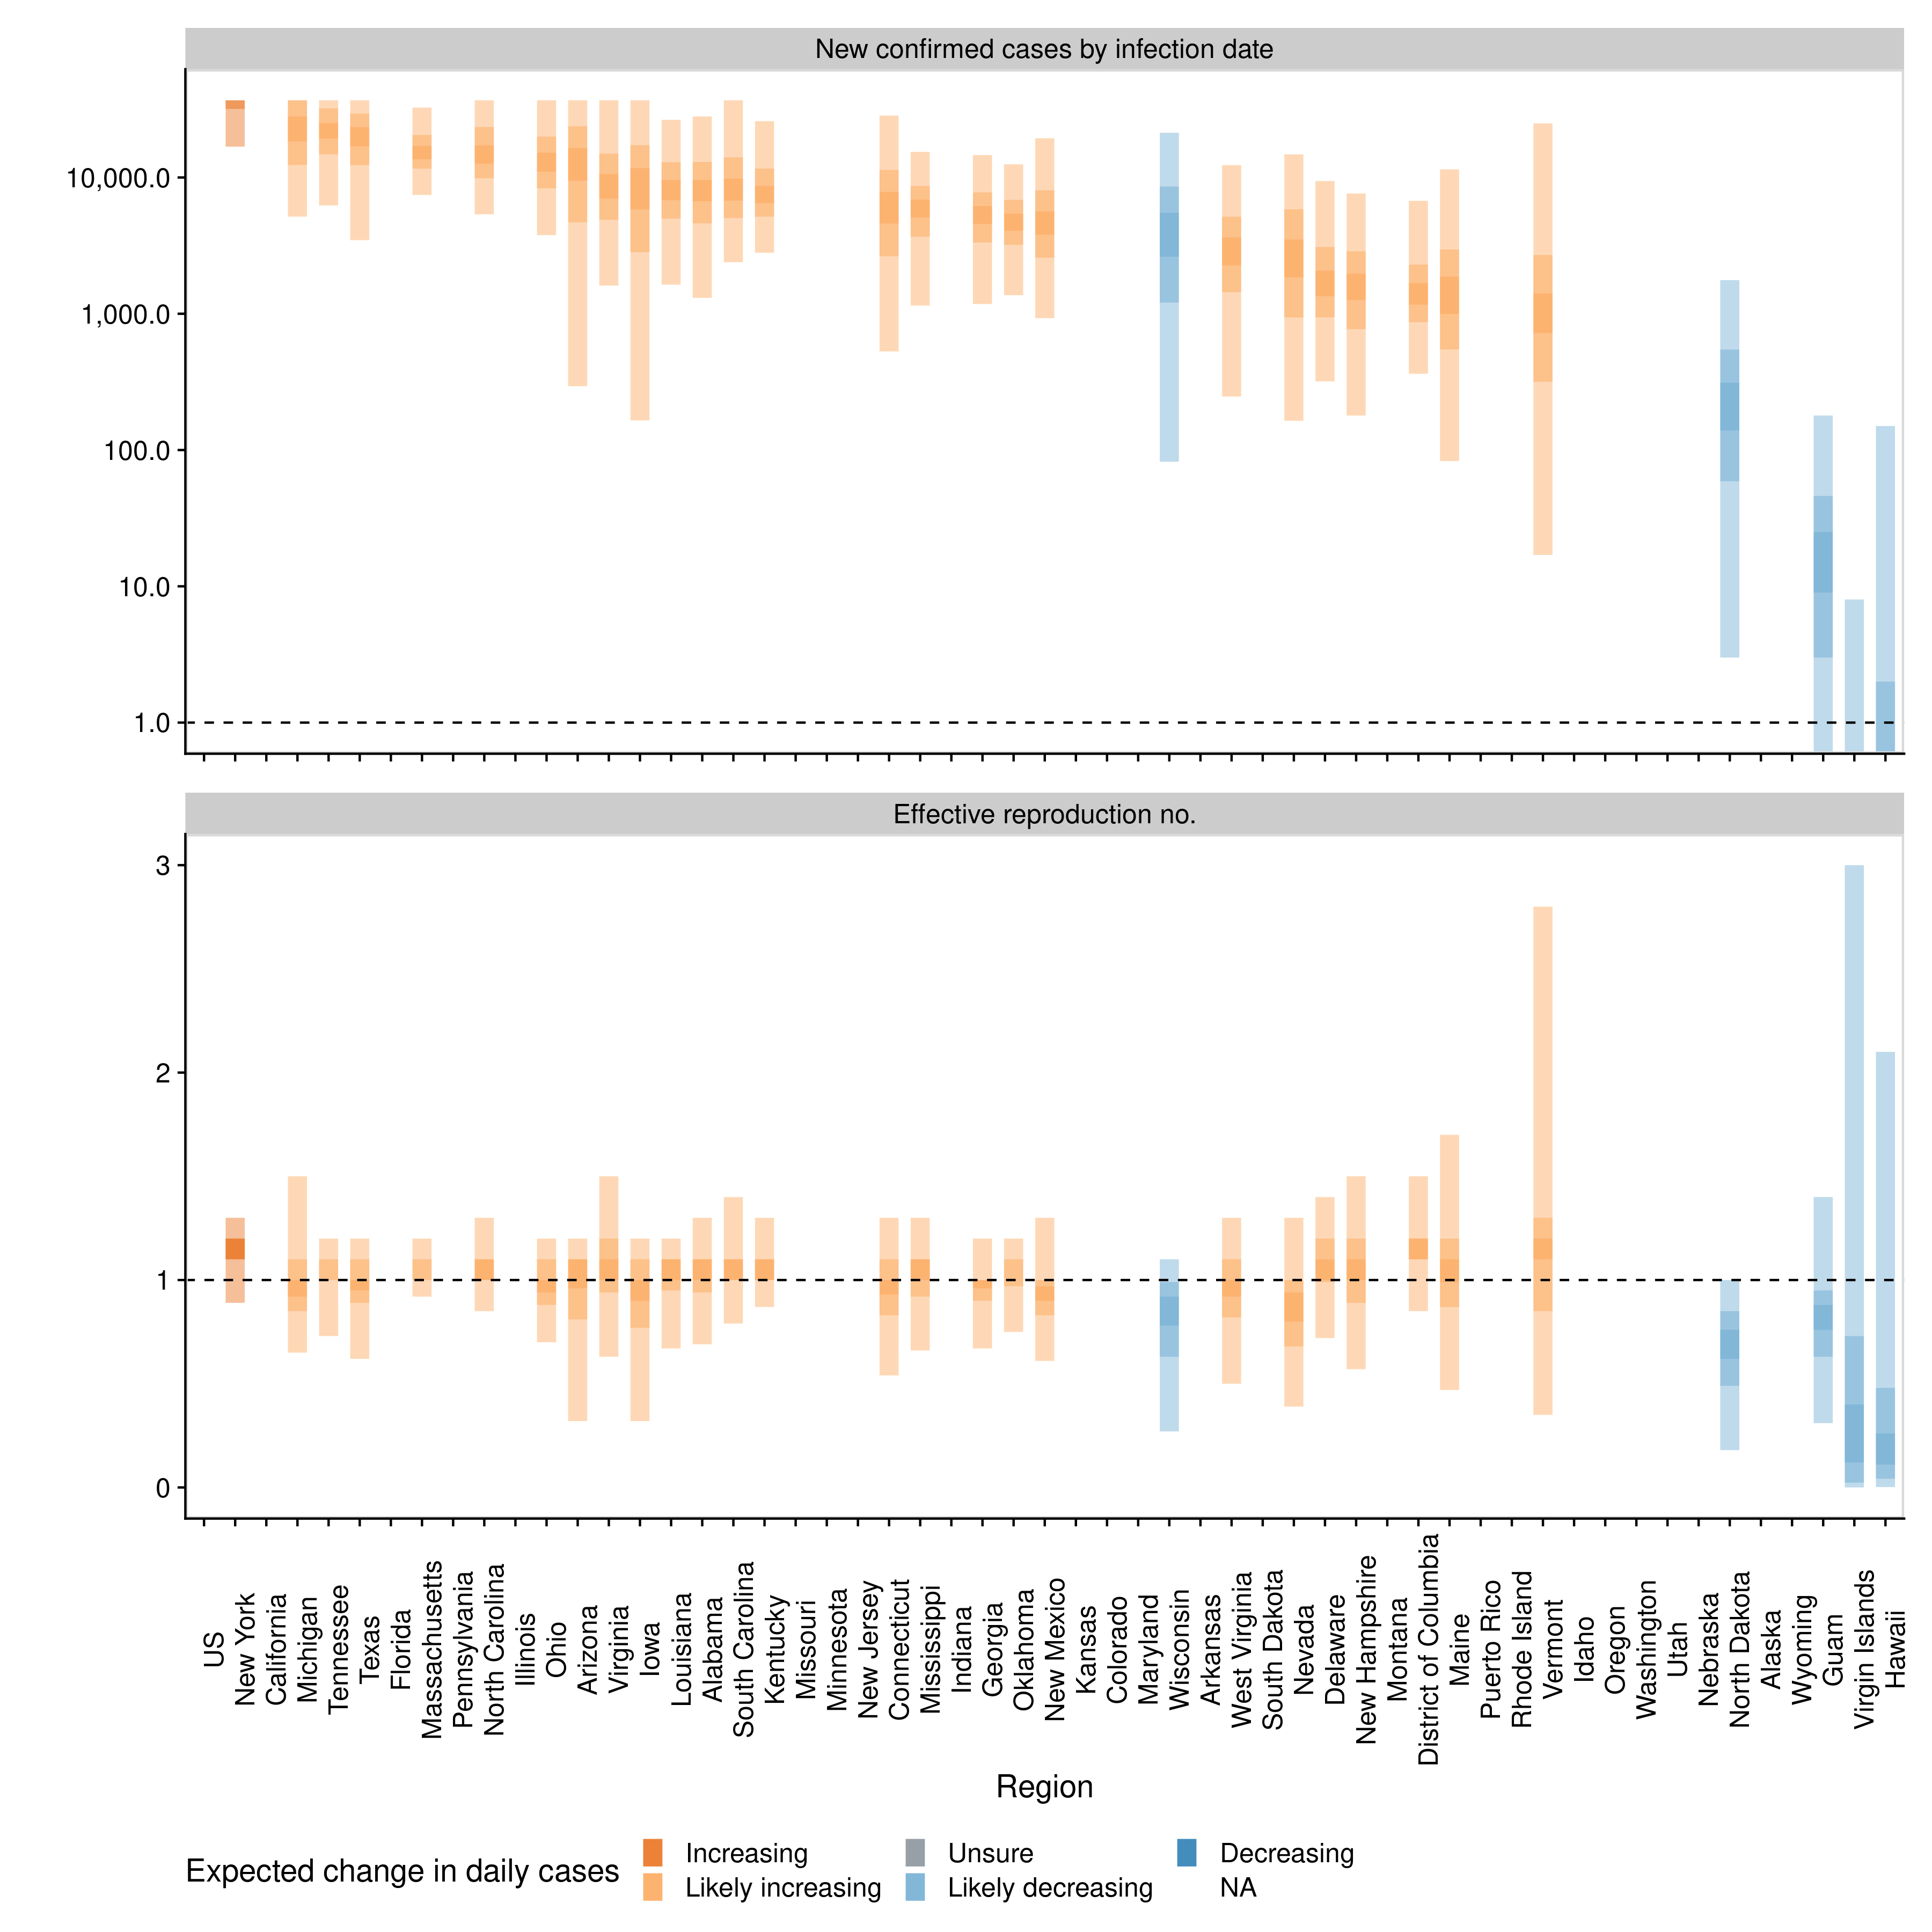 New confirmed cases by infection date
10,000.0
1,000.0
100.0
10.0
1.0
Effective reproduction no.
3
2
1
0
US
New York
California
Michigan
Tennessee
Texas
Florida
Massachusetts
Pennsylvania
North Carolina
Illinois
Ohio
Arizona
Virginia
Iowa
Louisiana
Alabama
South Carolina
Kentucky
Missouri
Minnesota
New Jersey
Connecticut
Mississippi
Indiana
Georgia
Oklahoma
New Mexico
Kansas
Colorado
Maryland
Wisconsin
Arkansas
West Virginia
South Dakota
Nevada
Delaware
New Hampshire
Montana
District of Columbia
Maine
Puerto Rico
Rhode Island
Vermont
Idaho
Oregon
Washington
Utah
Nebraska
North Dakota
Alaska
Wyoming
Guam
Virgin Islands
Hawaii
Region
Expected change in daily cases
Increasing
Unsure
Decreasing
Likely increasing
Likely decreasing
NA